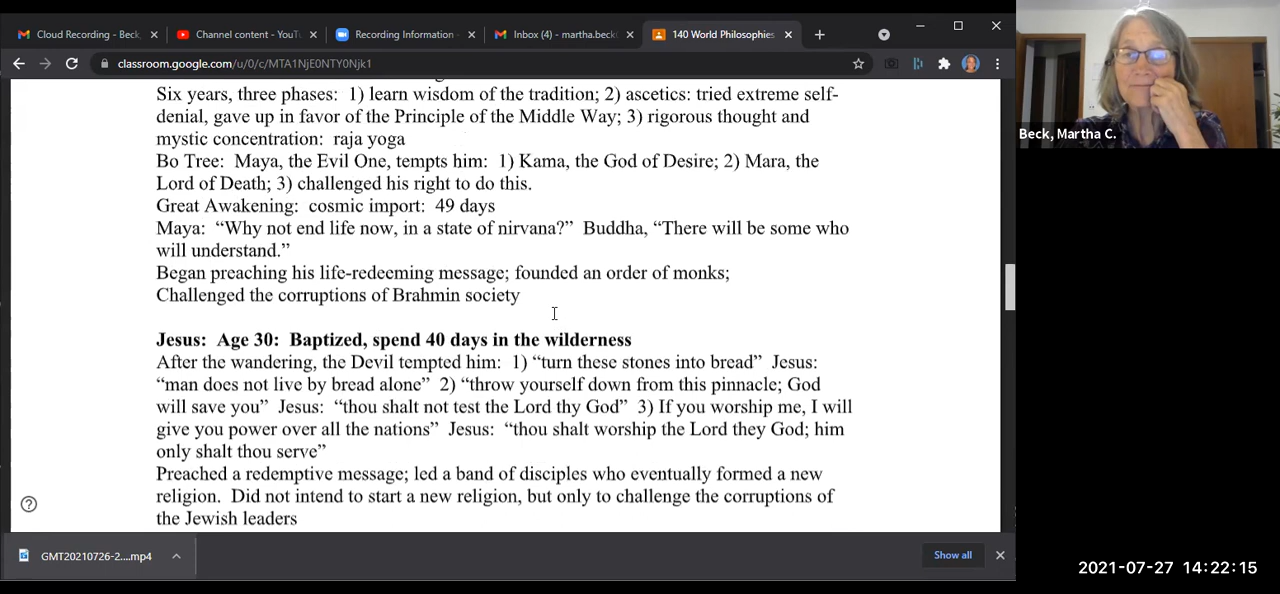 Cloud Recording - Beck,
Channel content - YouTu
Recording Information -
Inbox (4) - martha.beck@
140 World Philosophies
classroom.google.com/u/0/c/MTA1NjE0NTY0Njk1
Six years, three phases: 1) learn wisdom of the tradition; 2) ascetics: tried extreme self-
denial, gave up in favor of the Principle of the Middle Way; 3) rigorous thought and
mystic concentration: raja yoga
Bo Tree: Maya, the Evil One, tempts him: 1) Kama, the God of Desire; 2) Mara, the
Lord of Death; 3) challenged his right to do this.
Great Awakening: cosmic import: 49 days
Maya: “Why not end life now, in a state of nirvana?” Buddha, “There will be some who
will understand.”
Began preaching his life-redeeming message; founded an order of monks;
Challenged the corruptions of Brahmin society
Jesus: Age 30: Baptized, spend 40 days in the wilderness
After the wandering, the Devil tempted him: 1) “turn these stones into bread” Jesus:
“man does not live by bread alone” 2) “throw yourself down from this pinnacle; God
will save you” Jesus: “thou shalt not test the Lord thy God” 3) If you worship me, I will
give you power over all the nations” Jesus: “thou shalt worship the Lord they God; him
only shalt thou serve”
Preached a redemptive message; led a band of disciples who eventually formed a new
religion. Did not intend to start a new religion, but only to challenge the corruptions of
the Jewish leaders
GMT20210726-2....mp4
Show all
Beck, Martha C.
2021-07-27 14:22:15